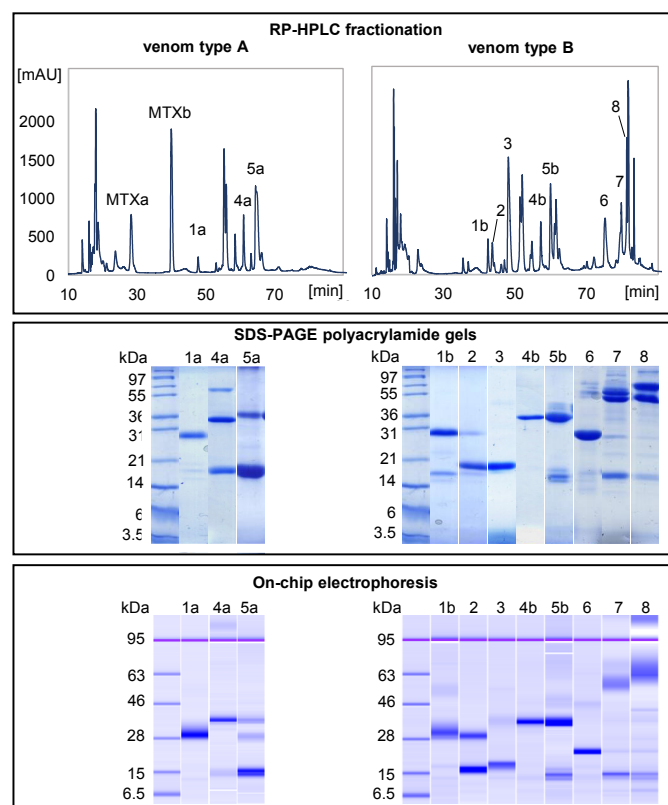 RP-HPLC fractionation
venom type A venom type B
[mAU]
2000
1500
1000
500
0
MTXa MTXb 1a 4a 5a
1b 2 3 4b 5b 6 7 8
10 30 50 70 [min] 10 30 50 70 [min]
SDS-PAGE polyacrylamide gels
kDa 1a 4a 5a kDa 1b 2 3 4b 5b 6 7 8
97 97
55 55
36 36
31 31
21 21
14 14
6 6
3.5 3.5
On-chip electrophoresis
kDa 1a 4a 5a kDa 1b 2 3 4b 5b 6 7 8
95 95
63 63
46 46
28 28
15 15
6.5 6.5